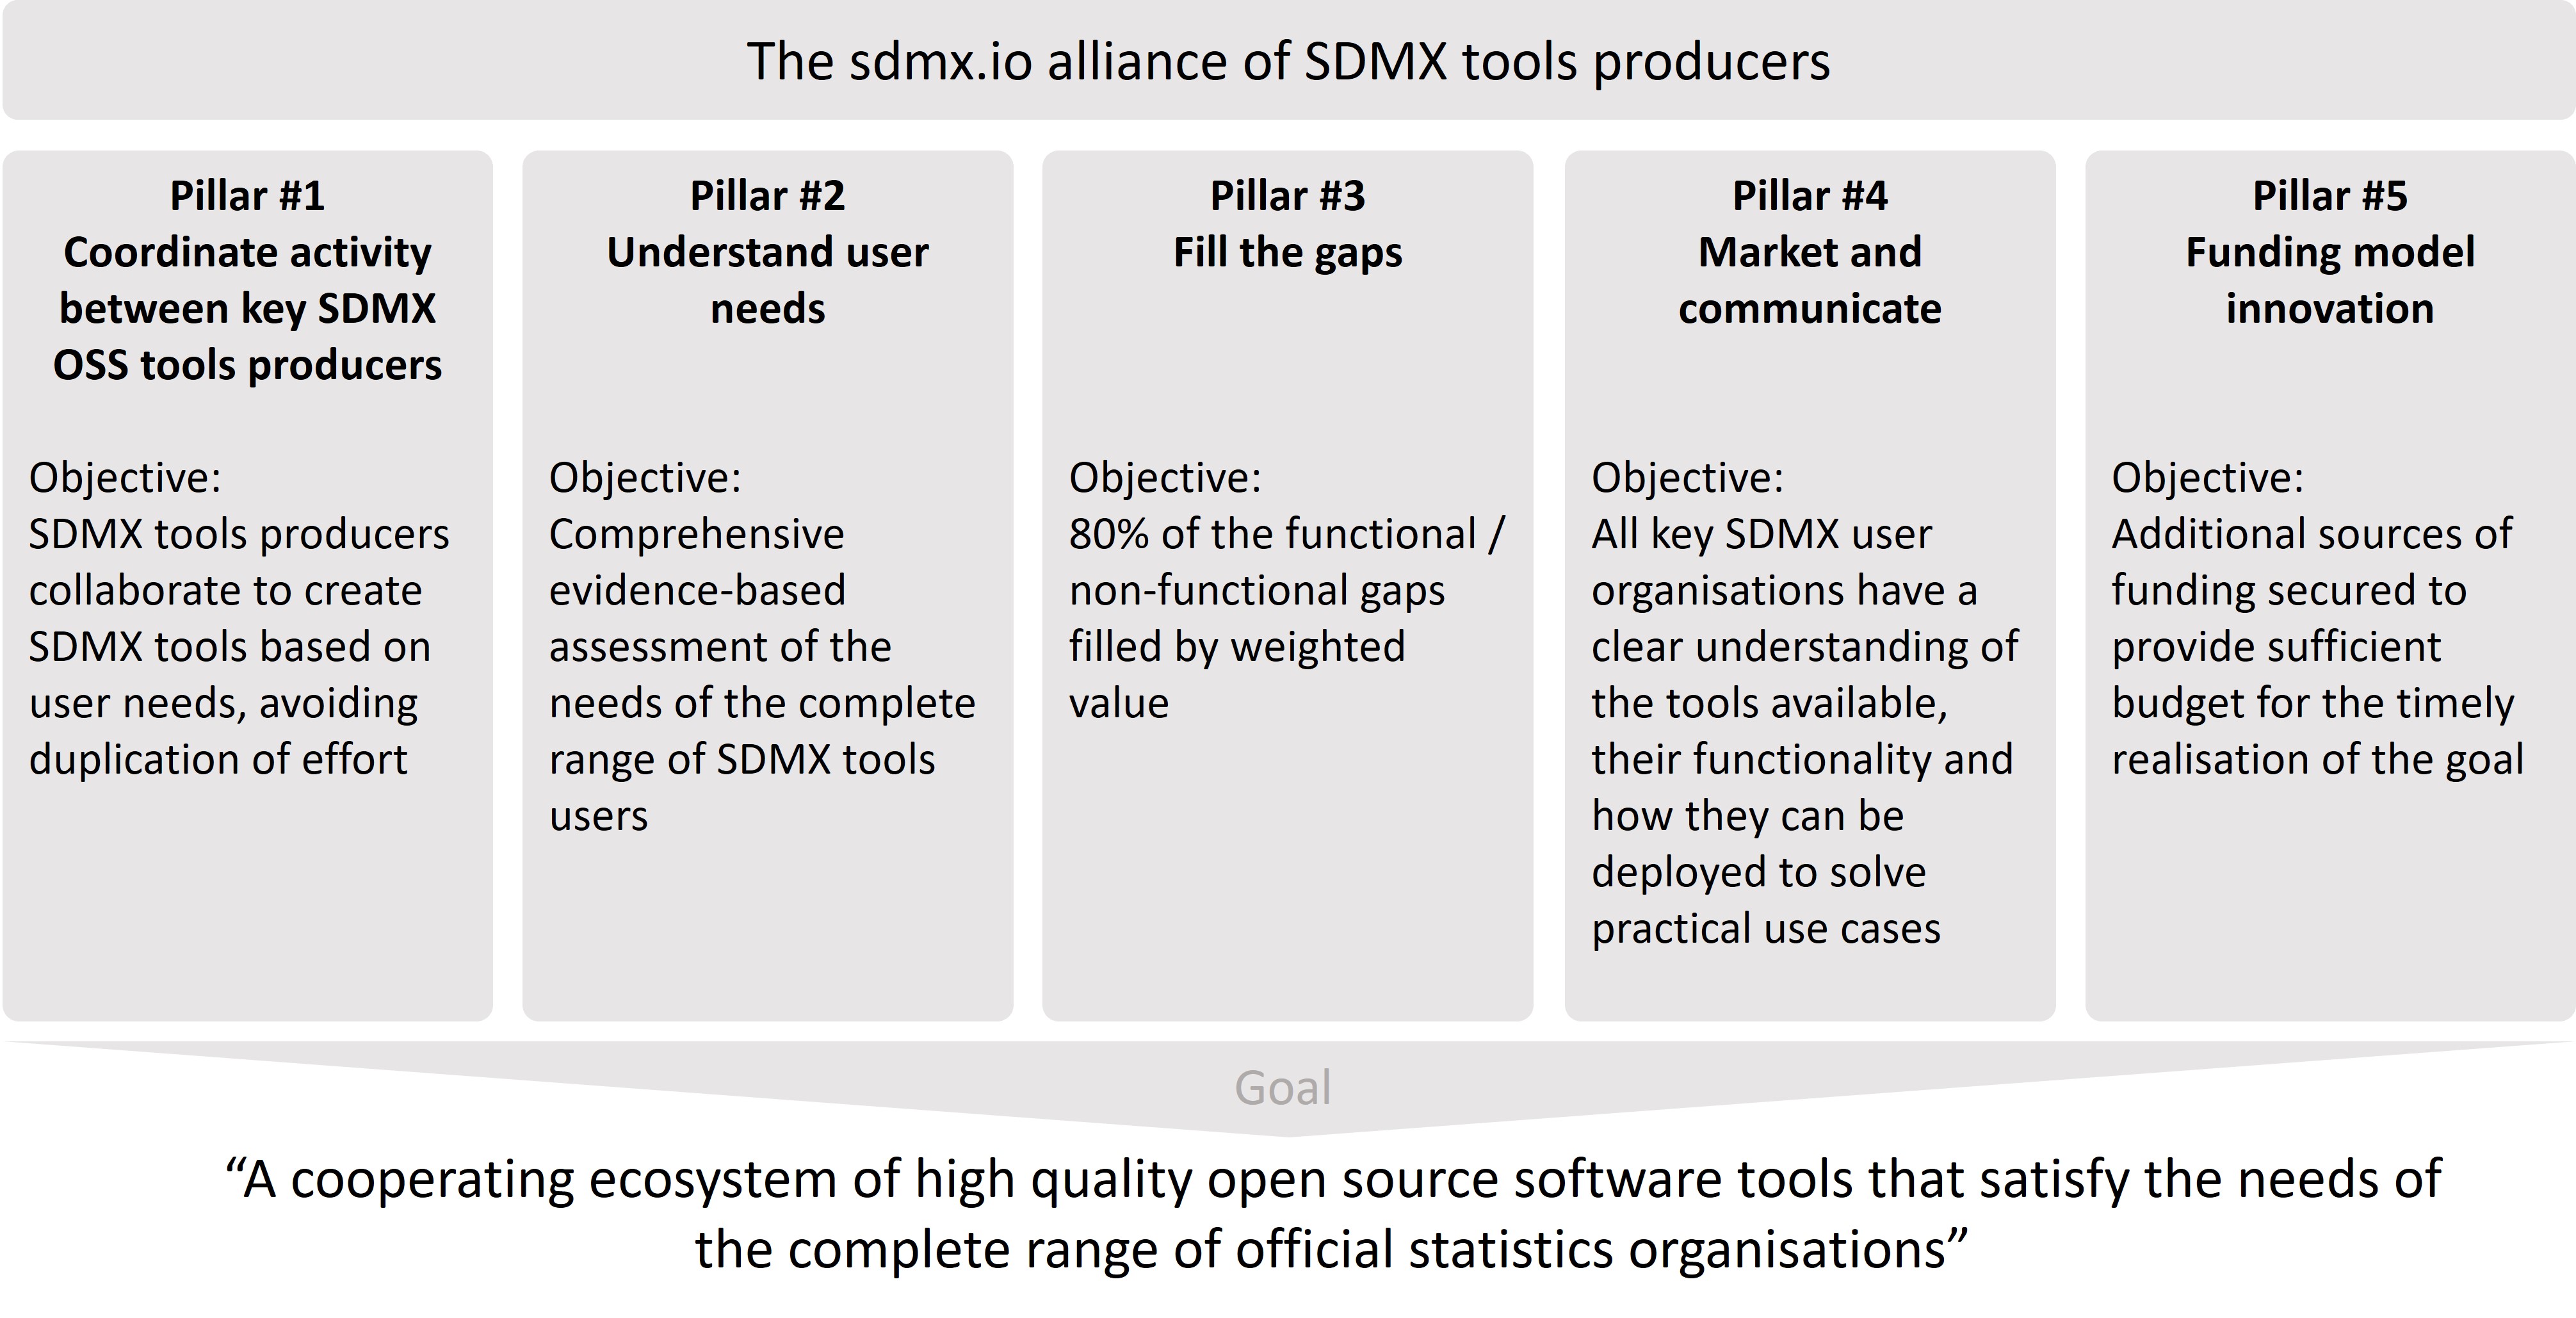 The sdmx.io alliance of SDMX tools producers
Pillar #1
Coordinate activity
between key SDMX
OSS tools producers
Objective:
SDMX tools producers
collaborate to create
SDMX tools based on
user needs, avoiding
duplication of effort
Pillar #2
Understand user
needs
Objective:
Comprehensive
evidence-based
assessment of the
needs of the complete
range of SDMX tools
users
Pillar #3
Fill the gaps
Objective:
80% of the functional /
non-functional gaps
filled by weighted
value
Pillar #4
Market and
communicate
Objective:
All key SDMX user
organisations have a
clear understanding of
the tools available,
their functionality and
how they can be
deployed to solve
practical use cases
Pillar #5
Funding model
innovation
Objective:
Additional sources of
funding secured to
provide sufficient
budget for the timely
realisation of the goal
Goal
“A cooperating ecosystem of high quality open source software tools that satisfy the needs of
the complete range of official statistics organisations”